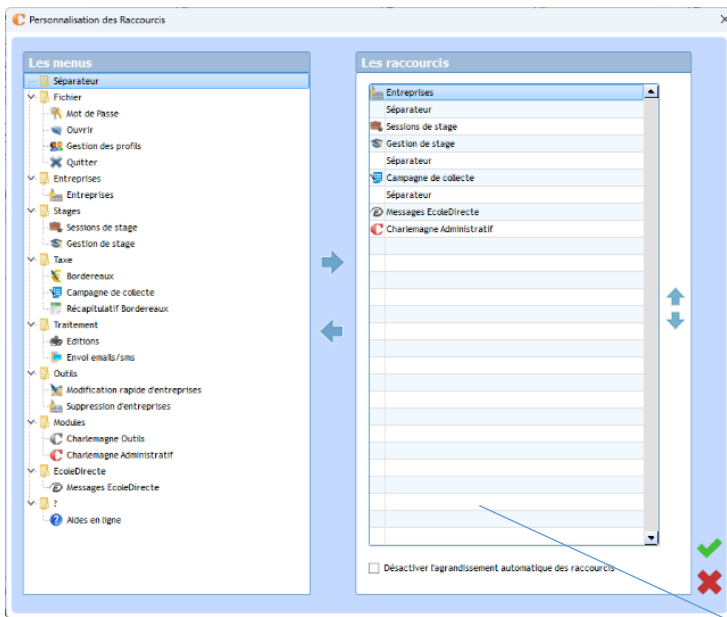 Personnalisation des Raccourcis
Les menus
Séparateur
Fichier
Mot de Passe
Ouvrir
Gestion des profils
Quitter
Entreprises
Entreprises
Stages
Sessions de stage
Gestion de stage
Taxe
Bordereaux
Campagne de collecte
Récapitulatif Bordereaux
Traitement
Editions
Envoi emails/sms
Outils
Modification rapide d'entreprises
Suppression d'entreprises
Modules
Charlemagne Outils
Charlemagne Administratif
EcoleDirecte
Messages EcoleDirecte
?
Aides en ligne
Les raccourcis
Entreprises
Séparateur
Sessions de stage
Gestion de stage
Séparateur
Campagne de collecte
Séparateur
Messages EcoleDirecte
Charlemagne Administratif
Désactiver l'agrandissement automatique des raccourcis